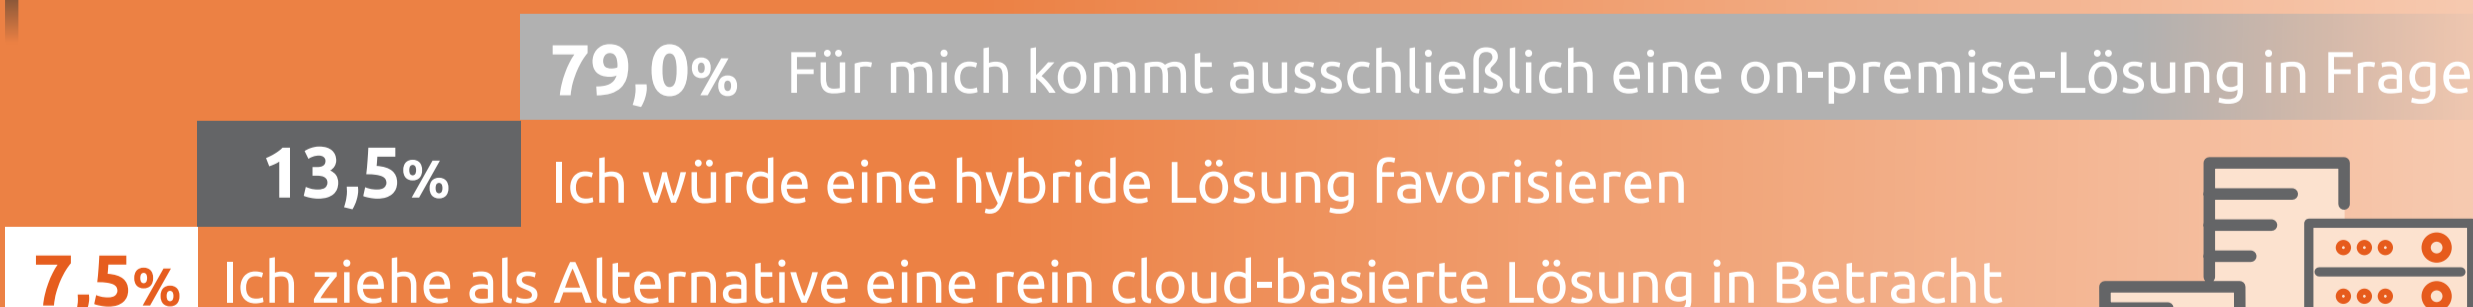 79,0% Für mich kommt ausschließlich eine on-premise-Lösung in Frage
13,5% Ich würde eine hybride Lösung favorisieren
7,5% Ich ziehe als Alternative eine rein cloud-basierte Lösung in Betracht